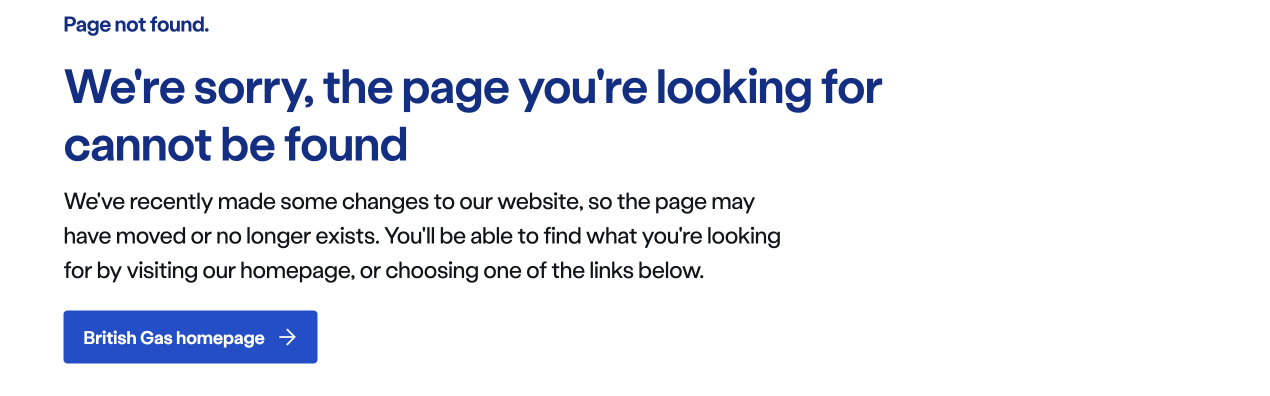 Page not found.
We're sorry, the page you're looking for
cannot be found
We've recently made some changes to our website, so the page may
have moved or no longer exists. You'll be able to find what you're looking
for by visiting our homepage, or choosing one of the links below.
British Gas homepage